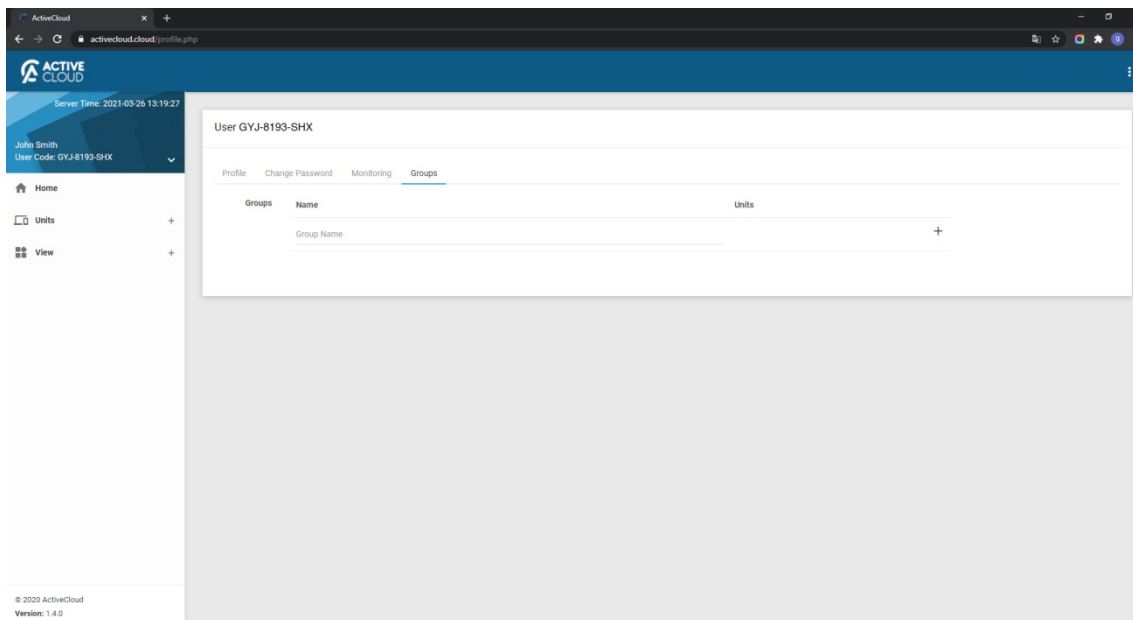 ActiveCloud
activecloud.cloud/profile.php
g
ACTIVE
CLOUD
Server Time: 2021-03-26 13:19:27
John Smith
User Code: GYJ-8193-SHX
Home
Units +
View +
User GYJ-8193-SHX
Profile Change Password Monitoring Groups
Groups Name Units
Group Name +
© 2020 ActiveCloud
Version: 1.4.0